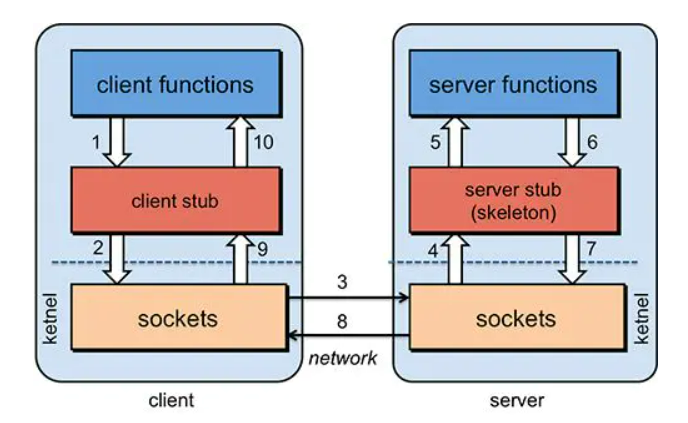 client functions
server functions
1
10
5
6
client stub
server stub
(skeleton)
2
9
4
7
ketnel
sockets
3
8
network
sockets
ketnel
client
server